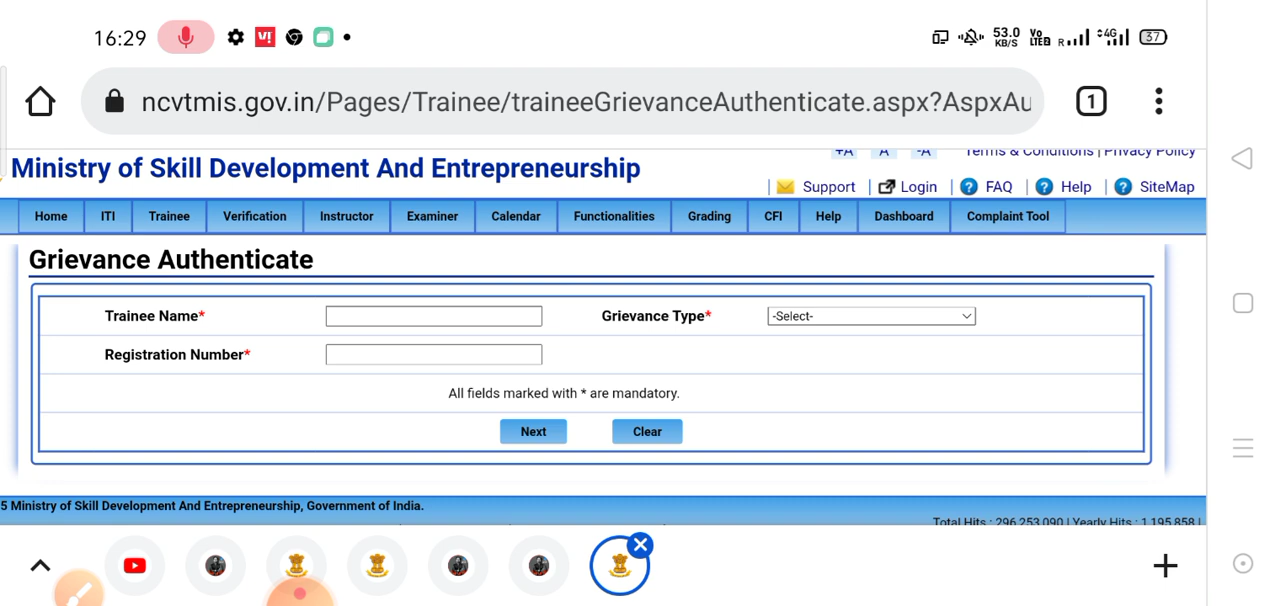 16:29
53.0 KB/S
Vo LTE2
R
4G
37
ncvtmis.gov.in/Pages/Trainee/traineeGrievanceAuthenticate.aspx?AspxAu
1
+A A -A Terms & Conditions | Privacy Policy
Ministry of Skill Development And Entrepreneurship
| Support | Login | FAQ | Help | SiteMap
Home ITI Trainee Verification Instructor Examiner Calendar Functionalities Grading CFI Help Dashboard Complaint Tool
Grievance Authenticate
Trainee Name* Grievance Type* -Select-
Registration Number*
All fields marked with * are mandatory.
Next Clear
5 Ministry of Skill Development And Entrepreneurship, Government of India.
Total Hits : 296,253,090 | Yearly Hits : 1,195,858 |